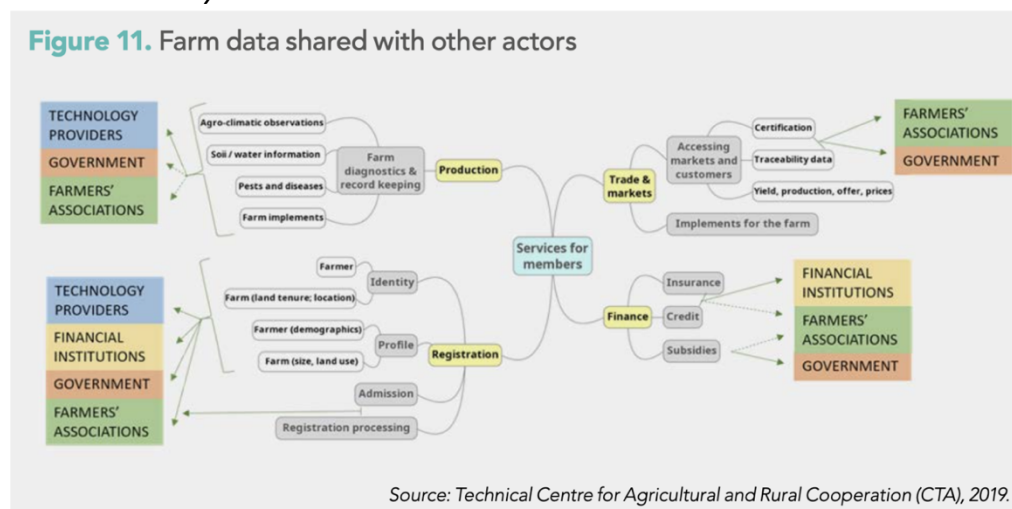 Figure 11. Farm data shared with other actors
TECHNOLOGY
PROVIDERS
GOVERNMENT
FARMERS'
ASSOCIATIONS
Agro-climatic observations
Soil / water information
Pests and diseases
Farm implements
Farm
diagnostics &
record keeping
Production
Services for
members
Trade &
markets
Accessing
markets and
customers
Certification
Traceability data
Yield, production, offer, prices
Implements for the farm
FARMERS'
ASSOCIATIONS
GOVERNMENT
TECHNOLOGY
PROVIDERS
FINANCIAL
INSTITUTIONS
GOVERNMENT
FARMERS'
ASSOCIATIONS
Farmer
Farm (land tenure; location)
Identity
Farmer (demographics)
Farm (size, land use)
Profile
Registration
Admission
Registration processing
Finance
Insurance
Credit
Subsidies
FINANCIAL
INSTITUTIONS
FARMERS'
ASSOCIATIONS
GOVERNMENT
Source: Technical Centre for Agricultural and Rural Cooperation (CTA), 2019.